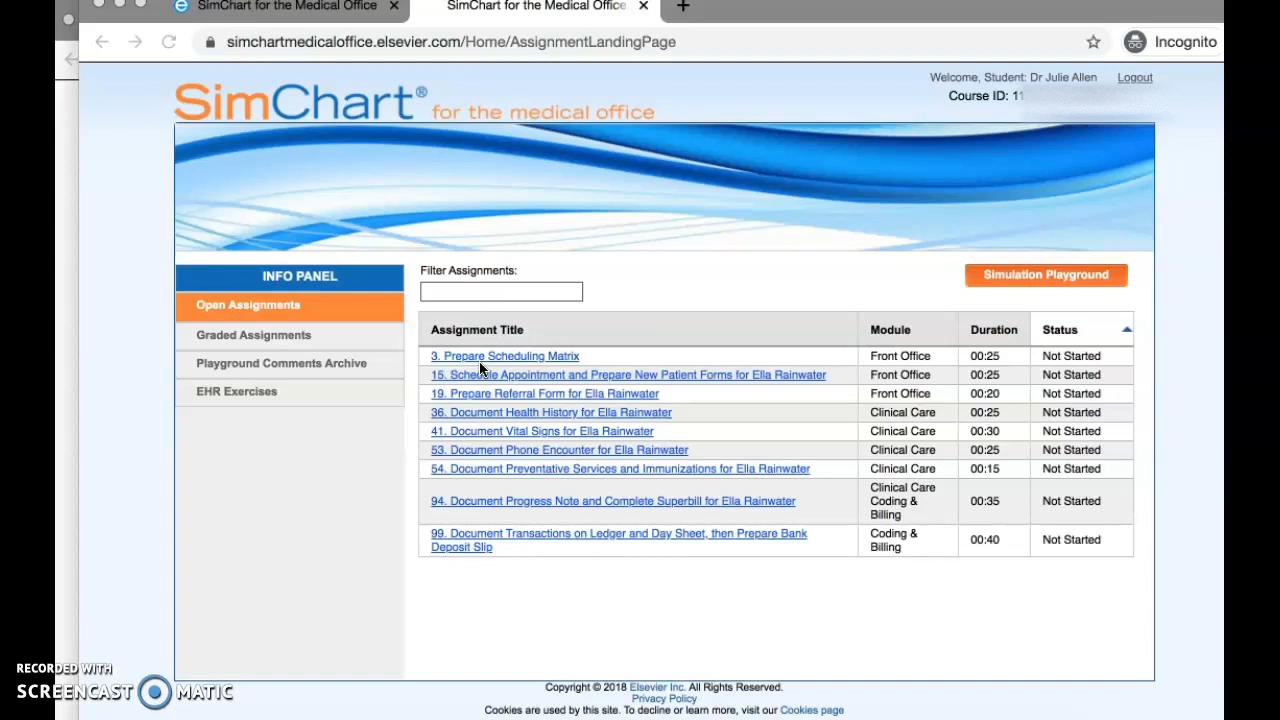 SimChart for the Medical Office
SimChart for the Medical Office
simchartmedicaloffice.elsevier.com/Home/AssignmentLandingPage
Incognito
Welcome, Student: Dr Julie Allen
Logout
Course ID: 11
SimChart®
for the medical office
INFO PANEL
Open Assignments
Graded Assignments
Playground Comments Archive
EHR Exercises
Filter Assignments:
Simulation Playground
Assignment Title Module Duration Status
3. Prepare Scheduling Matrix Front Office 00:25 Not Started
15. Schedule Appointment and Prepare New Patient Forms for Ella Rainwater Front Office 00:25 Not Started
19. Prepare Referral Form for Ella Rainwater Front Office 00:20 Not Started
36. Document Health History for Ella Rainwater Clinical Care 00:25 Not Started
41. Document Vital Signs for Ella Rainwater Clinical Care 00:30 Not Started
53. Document Phone Encounter for Ella Rainwater Clinical Care 00:25 Not Started
54. Document Preventative Services and Immunizations for Ella Rainwater Clinical Care 00:15 Not Started
Clinical Care
94. Document Progress Note and Complete Superbill for Ella Rainwater Coding & 00:35 Not Started
Billing
99. Document Transactions on Ledger and Day Sheet, then Prepare Bank Coding & 00:40 Not Started
Deposit Slip Billing
Copyright © 2018 Elsevier Inc. All Rights Reserved.
Privacy Policy
Cookies are used by this site. To decline or learn more, visit our Cookies page
RECORDED WITH
SCREENCAST MATIC